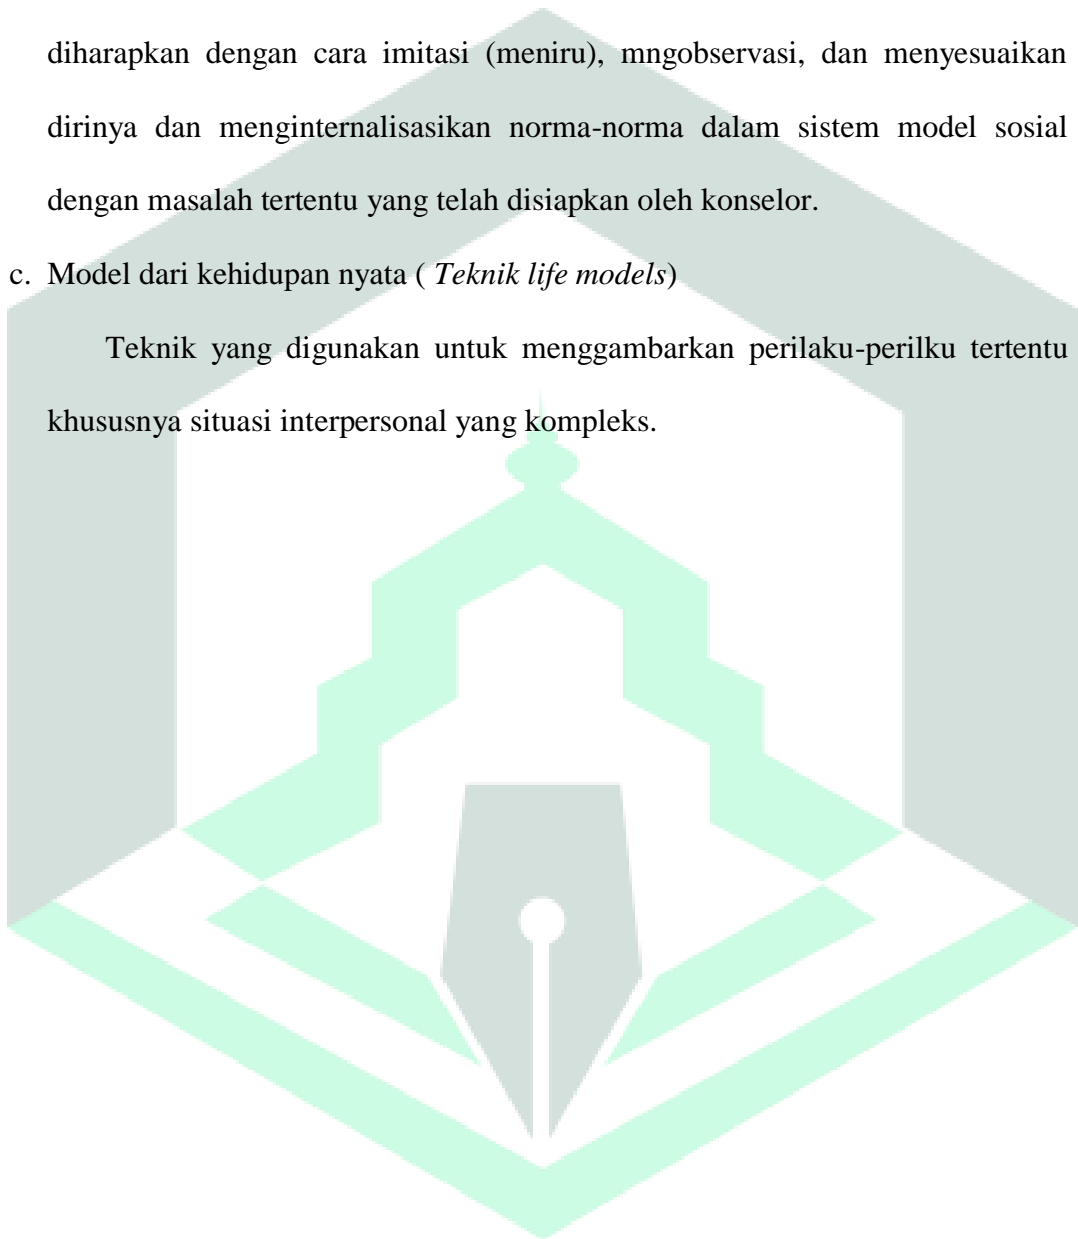 diharapkan dengan cara imitasi (meniru), mngobservasi, dan menyesuaikan
dirinya dan menginternalisasikan norma-norma dalam sistem model sosial
dengan masalah tertentu yang telah disiapkan oleh konselor.
c. Model dari kehidupan nyata ( Teknik life models)
Teknik yang digunakan untuk menggambarkan perilaku-perilku tertentu
khususnya situasi interpersonal yang kompleks.